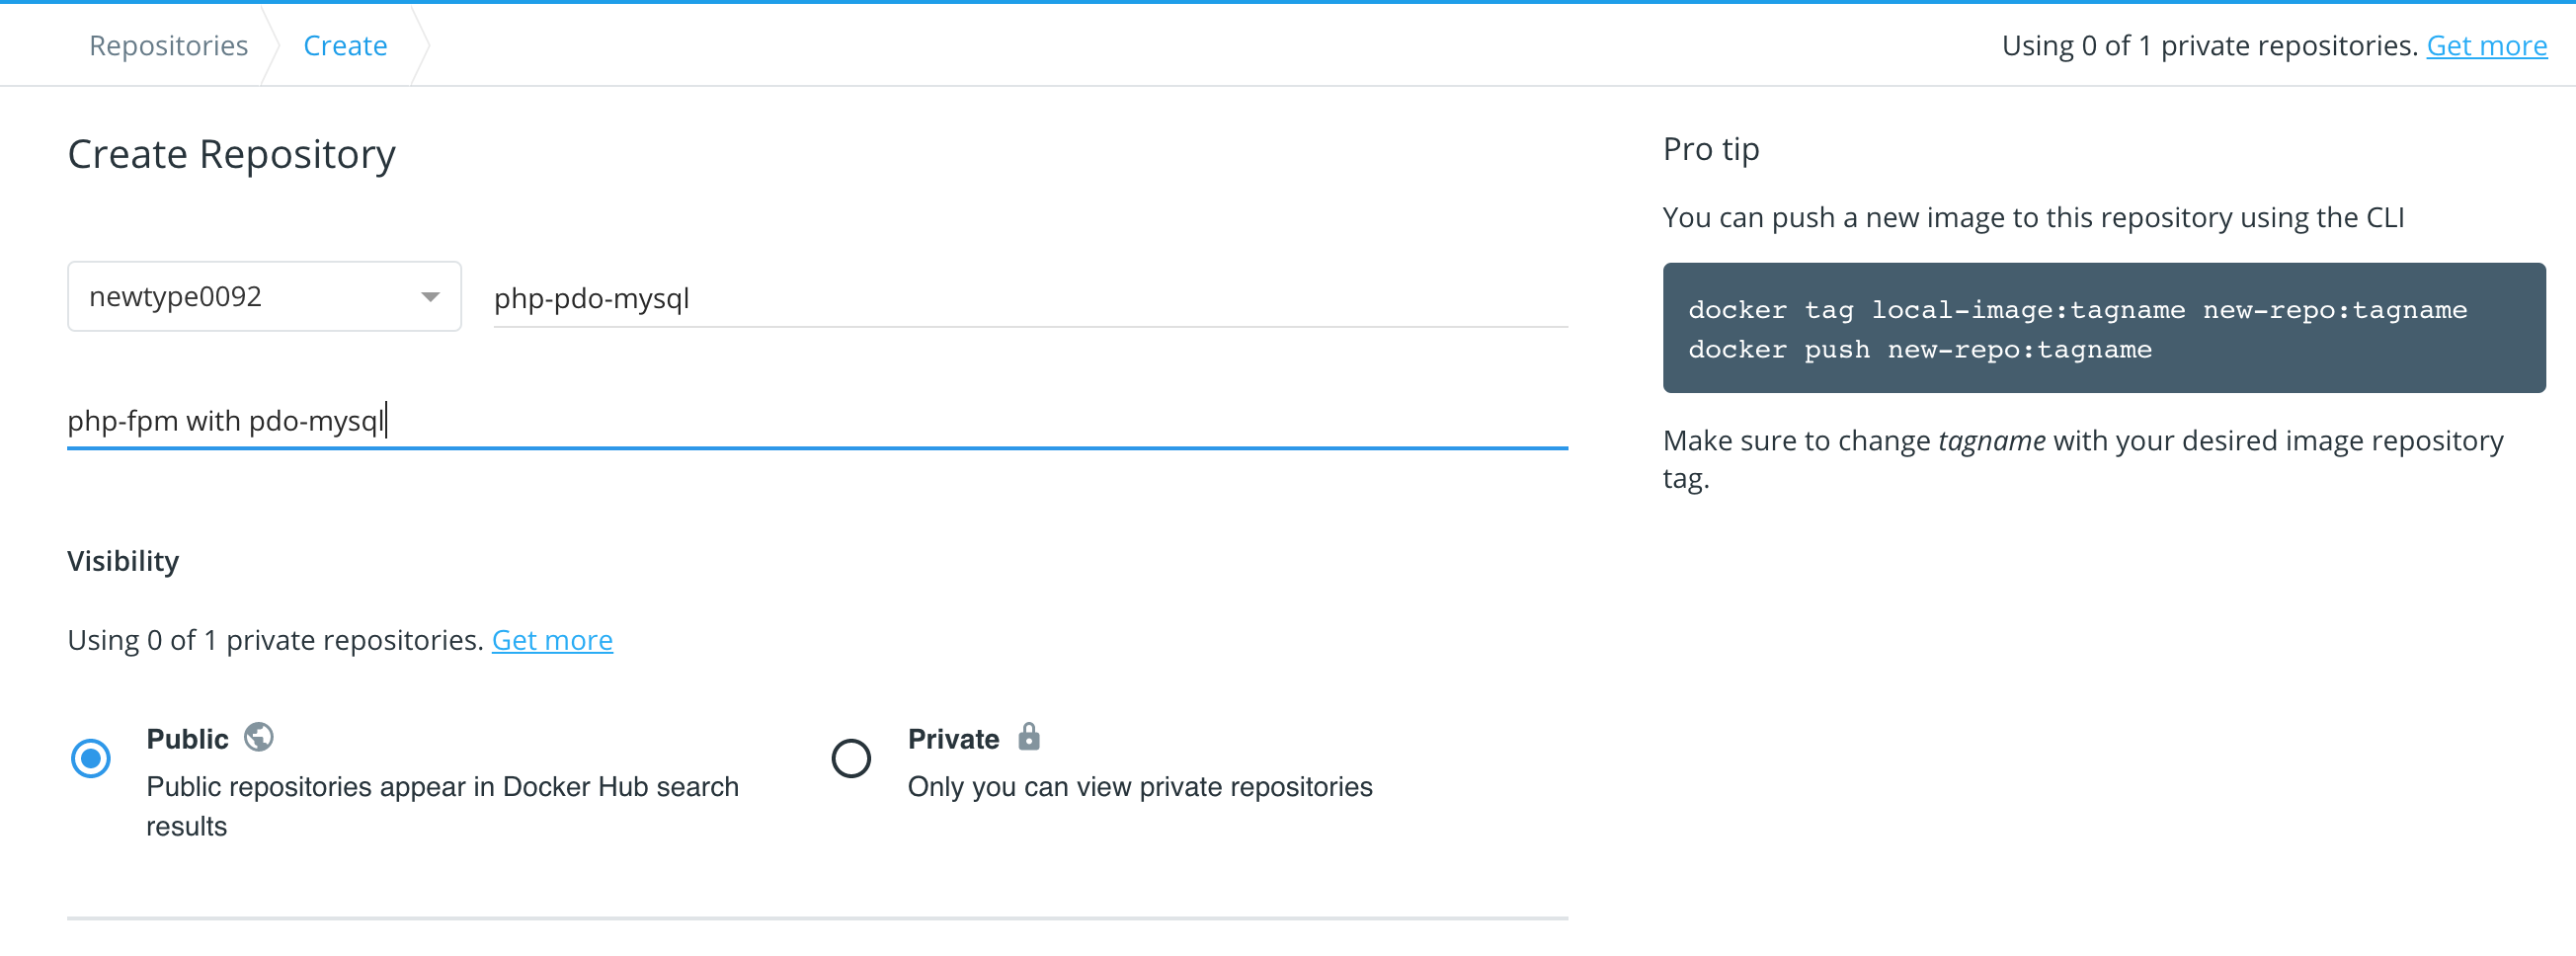 Repositories
Create
Using 0 of 1 private repositories. Get more
Create Repository
newtype0092
php-pdo-mysql
php-fpm with pdo-mysql
Visibility
Using 0 of 1 private repositories. Get more
Public
Public repositories appear in Docker Hub search
results
Private
Only you can view private repositories
Pro tip
You can push a new image to this repository using the CLI
docker tag local-image:tagname new-repo:tagname
docker push new-repo:tagname
Make sure to change tagname with your desired image repository
tag.